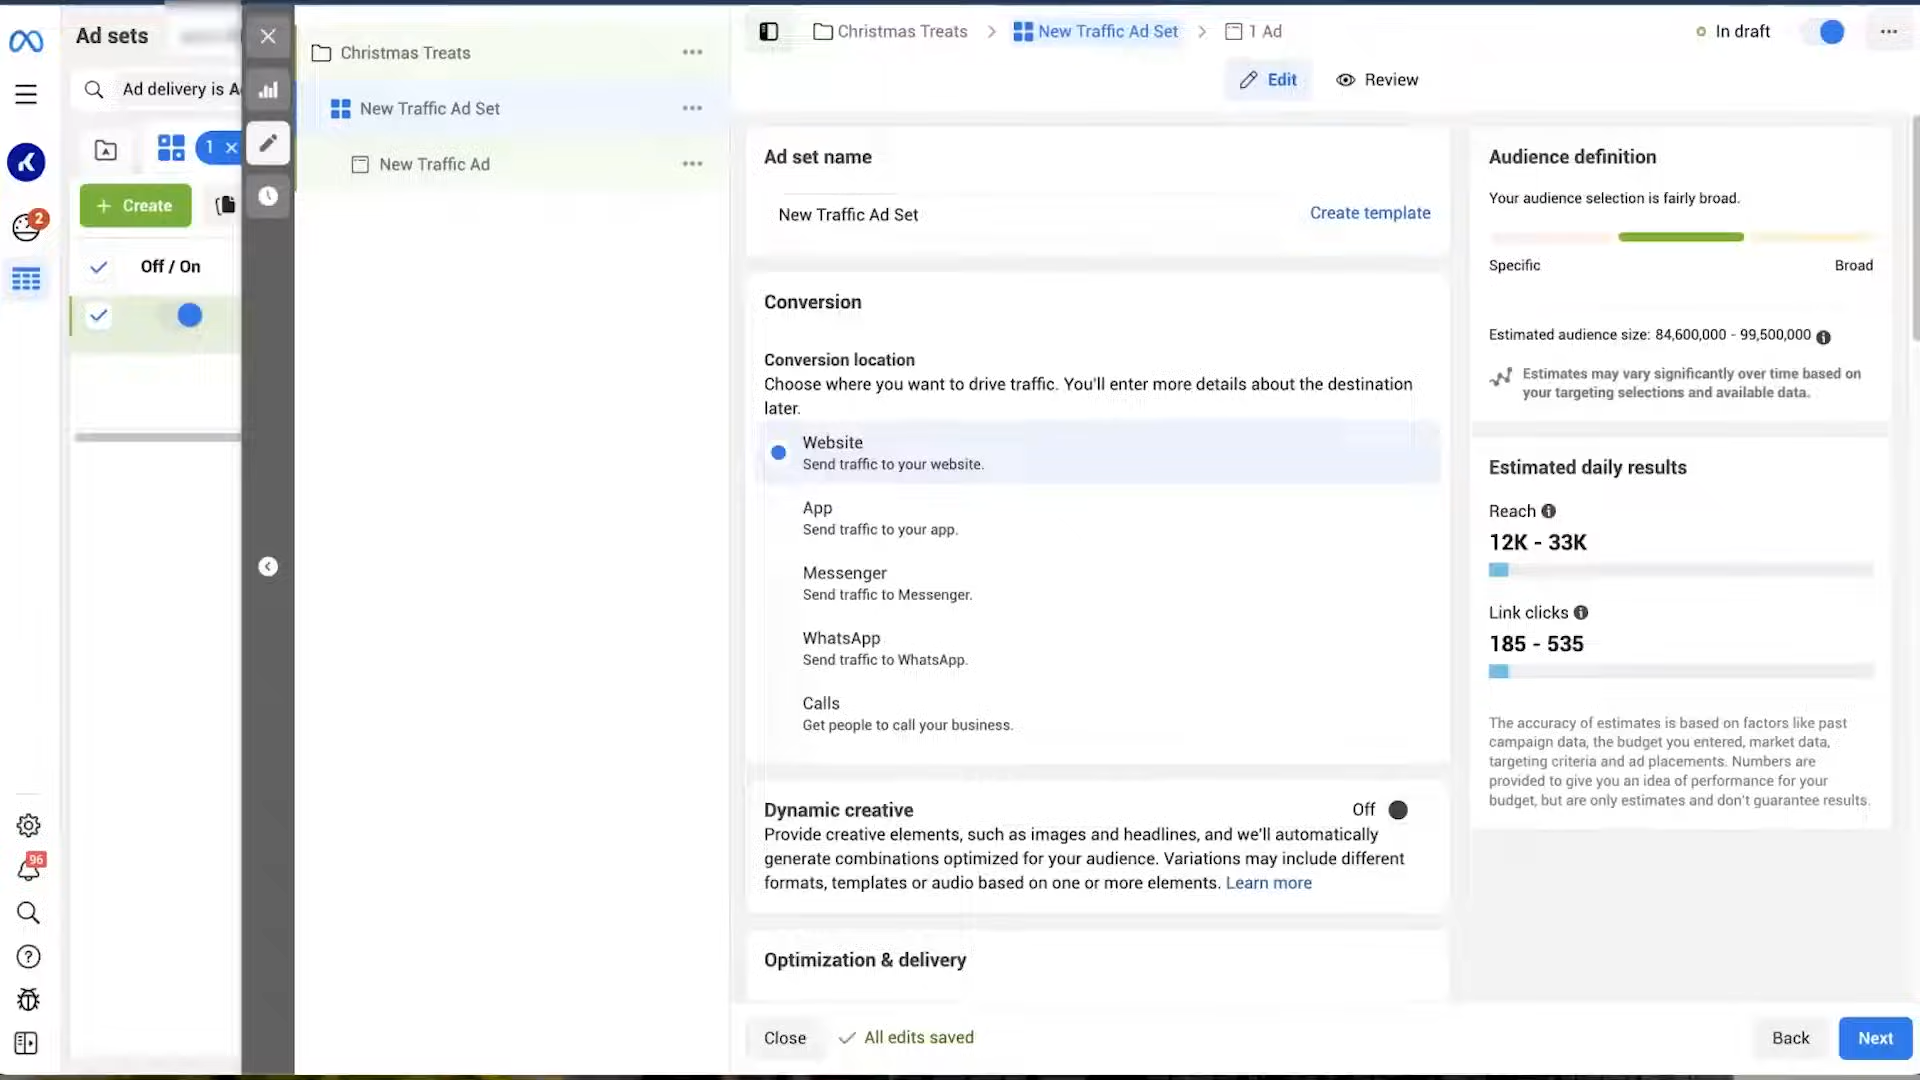 Ad sets
Ad delivery is A
1
2
+ Create
Off / On
96
Christmas Treats
New Traffic Ad Set
New Traffic Ad
Christmas Treats
New Traffic Ad Set
1 Ad
In draft
Edit
Review
Ad set name
New Traffic Ad Set
Create template
Conversion
Conversion location
Choose where you want to drive traffic. You'll enter more details about the destination
later.
Website
Send traffic to your website.
App
Send traffic to your app.
Messenger
Send traffic to Messenger.
WhatsApp
Send traffic to WhatsApp.
Calls
Get people to call your business.
Dynamic creative
Off
Provide creative elements, such as images and headlines, and we'll automatically
generate combinations optimized for your audience. Variations may include different
formats, templates or audio based on one or more elements. Learn more
Optimization & delivery
Close
All edits saved
Back
Next
Audience definition
Your audience selection is fairly broad.
Specific
Broad
Estimated audience size: 84,600,000 - 99,500,000
Estimates may vary significantly over time based on
your targeting selections and available data.
Estimated daily results
Reach
12K - 33K
Link clicks
185 - 535
The accuracy of estimates is based on factors like past
campaign data, the budget you entered, market data,
targeting criteria and ad placements. Numbers are
provided to give you an idea of performance for your
budget, but are only estimates and don't guarantee results.